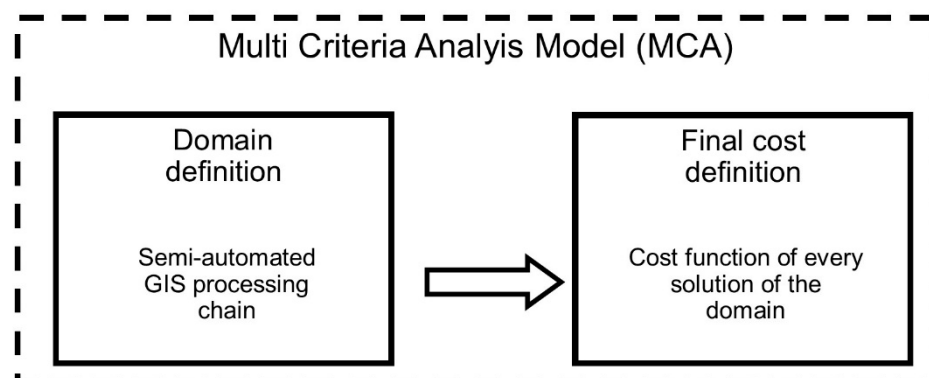 Multi Criteria Analyis Model (MCA)
Domain
definition
Semi-automated
GIS processing
chain
Final cost
definition
Cost function of every
solution of the
domain